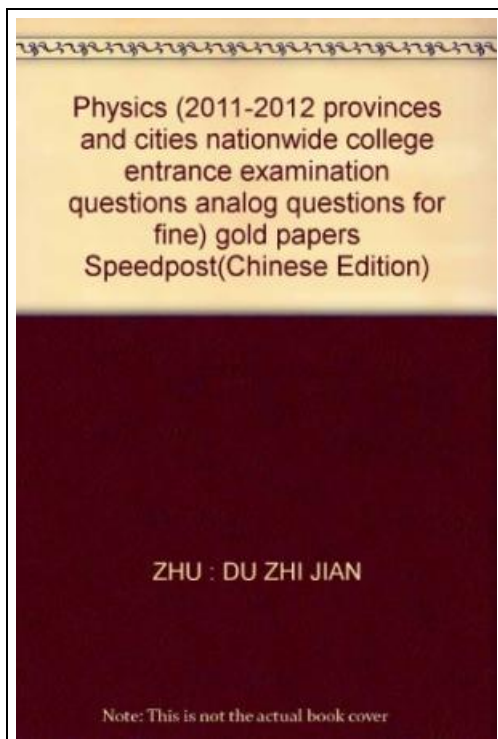 Physics (2011-2012 provinces
and cities nationwide college
entrance examination
questions analog questions for
fine) gold papers
Speedpost(Chinese Edition)
ZHU : DU ZHI JIAN
Note: This is not the actual book cover